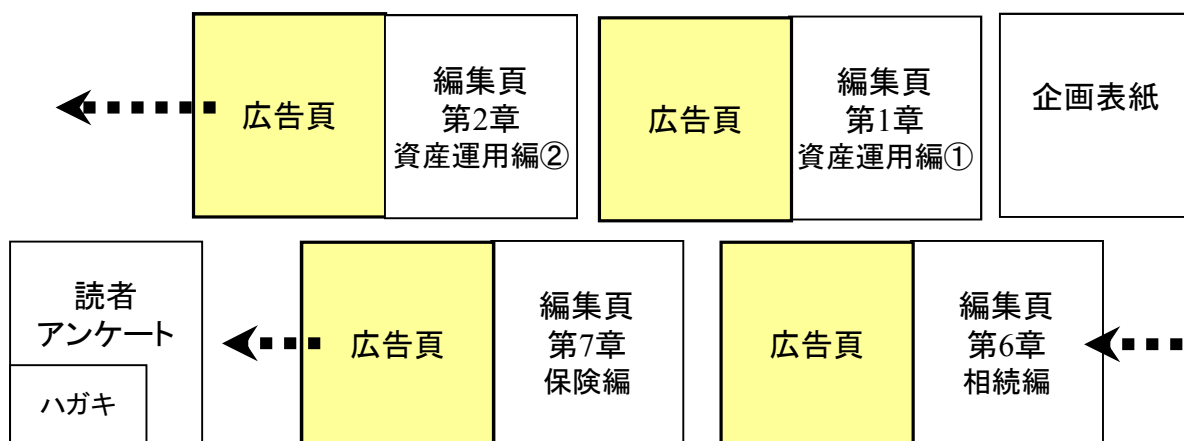 企画表紙
編集頁
第1章
資産運用編①
広告頁
編集頁
第2章
資産運用編②
広告頁
編集頁
第6章
相続編
広告頁
編集頁
第7章
保険編
広告頁
読者
アンケート
ハガキ